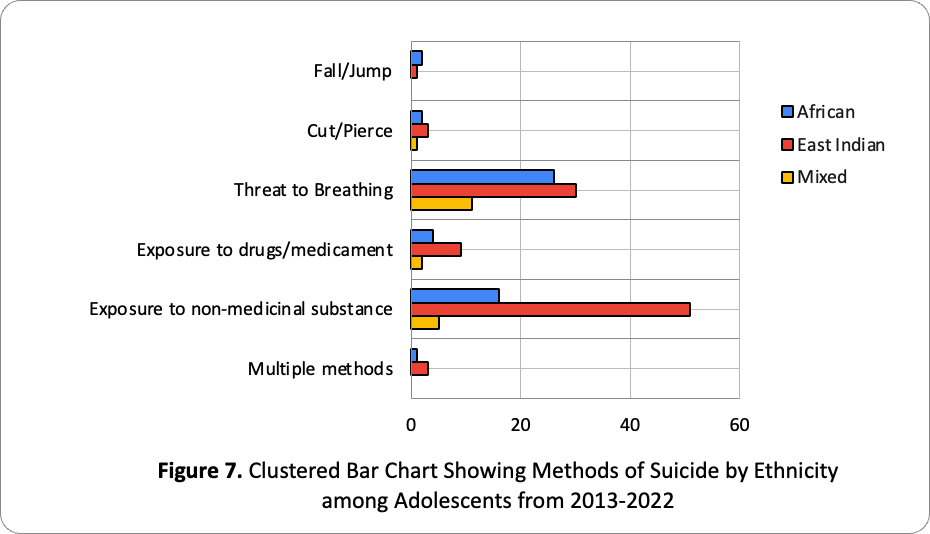 Fall/Jump
Cut/Pierce
Threat to Breathing
Exposure to drugs/medicament
Exposure to non-medicinal substance
Multiple methods
0 20 40 60
African
East Indian
Mixed
Figure 7. Clustered Bar Chart Showing Methods of Suicide by Ethnicity
among Adolescents from 2013-2022